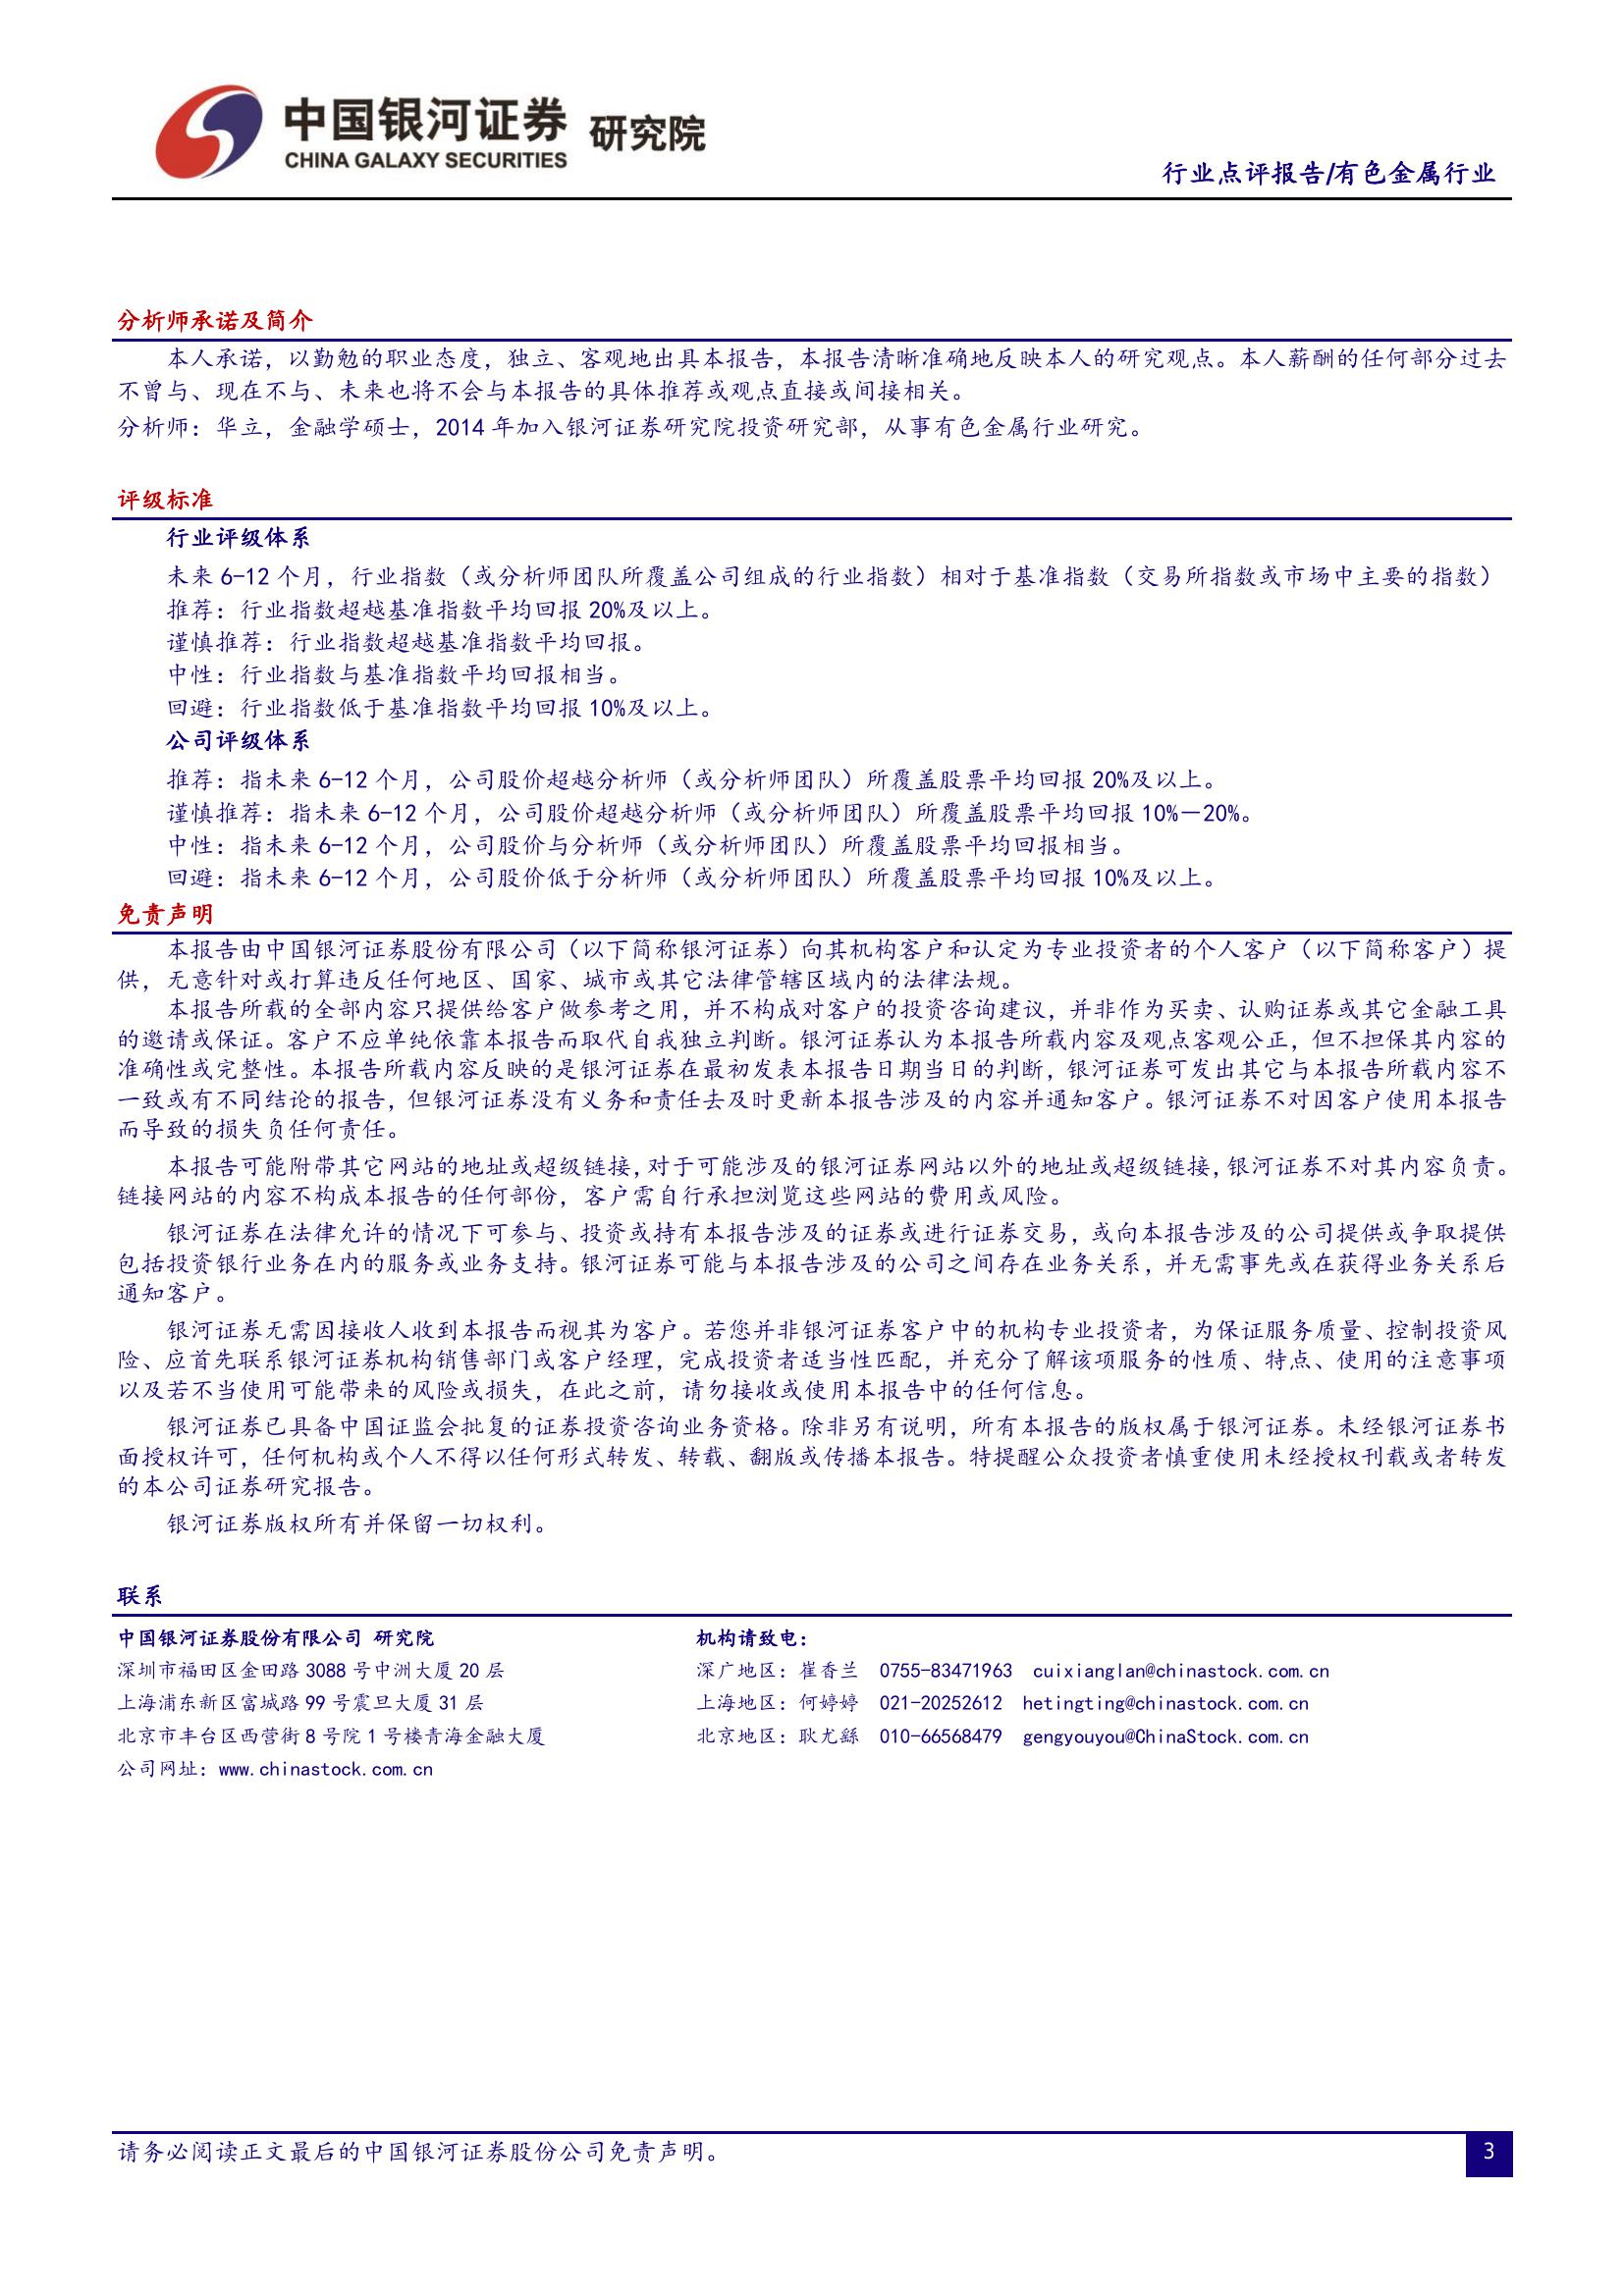 中国银河证券 研究院
CHINA GALAXY SECURITIES
行业点评报告/有色金属行业
分析师承诺及简介
本人承诺，以勤勉的职业态度，独立、客观地出具本报告，本报告清晰准确地反映本人的研究观点。本人薪酬的任何部分过去
不曾与、现在不与、未来也将不会与本报告的具体推荐或观点直接或间接相关。
分析师：华立，金融学硕士，2014 年加入银河证券研究院投资研究部，从事有色金属行业研究。
评级标准
行业评级体系
未来 6-12 个月，行业指数（或分析师团队所覆盖公司组成的行业指数）相对于基准指数（交易所指数或市场中主要的指数）
推荐：行业指数超越基准指数平均回报 20%及以上。
谨慎推荐：行业指数超越基准指数平均回报。
中性：行业指数与基准指数平均回报相当。
回避：行业指数低于基准指数平均回报 10%及以上。
公司评级体系
推荐：指未来 6-12 个月，公司股价超越分析师（或分析师团队）所覆盖股票平均回报 20%及以上。
谨慎推荐：指未来 6-12 个月，公司股价超越分析师（或分析师团队）所覆盖股票平均回报 10%－20%。
中性：指未来 6-12 个月，公司股价与分析师（或分析师团队）所覆盖股票平均回报相当。
回避：指未来 6-12 个月，公司股价低于分析师（或分析师团队）所覆盖股票平均回报 10%及以上。
免责声明
本报告由中国银河证券股份有限公司（以下简称银河证券）向其机构客户和认定为专业投资者的个人客户（以下简称客户）提
供，无意针对或打算违反任何地区、国家、城市或其它法律管辖区域内的法律法规。
本报告所载的全部内容只提供给客户做参考之用，并不构成对客户的投资咨询建议，并非作为买卖、认购证券或其它金融工具
的邀请或保证。客户不应单纯依靠本报告而取代自我独立判断。银河证券认为本报告所载内容及观点客观公正，但不担保其内容的
准确性或完整性。本报告所载内容反映的是银河证券在最初发表本报告日期当日的判断，银河证券可发出其它与本报告所载内容不
一致或有不同结论的报告，但银河证券没有义务和责任去及时更新本报告涉及的内容并通知客户。银河证券不对因客户使用本报告
而导致的损失负任何责任。
本报告可能附带其它网站的地址或超级链接，对于可能涉及的银河证券网站以外的地址或超级链接，银河证券不对其内容负责。
链接网站的内容不构成本报告的任何部份，客户需自行承担浏览这些网站的费用或风险。
银河证券在法律允许的情况下可参与、投资或持有本报告涉及的证券或进行证券交易，或向本报告涉及的公司提供或争取提供
包括投资银行业务在内的服务或业务支持。银河证券可能与本报告涉及的公司之间存在业务关系，并无需事先或在获得业务关系后
通知客户。
银河证券无需因接收人收到本报告而视其为客户。若您并非银河证券客户中的机构专业投资者，为保证服务质量、控制投资风
险、应首先联系银河证券机构销售部门或客户经理，完成投资者适当性匹配，并充分了解该项服务的性质、特点、使用的注意事项
以及若不当使用可能带来的风险或损失，在此之前，请勿接收或使用本报告中的任何信息。
银河证券已具备中国证监会批复的证券投资咨询业务资格。除非另有说明，所有本报告的版权属于银河证券。未经银河证券书
面授权许可，任何机构或个人不得以任何形式转发、转载、翻版或传播本报告。特提醒公众投资者慎重使用未经授权刊载或者转发
的本公司证券研究报告。
银河证券版权所有并保留一切权利。
联系
中国银河证券股份有限公司 研究院
深圳市福田区金田路 3088 号中洲大厦 20 层
上海浦东新区富城路 99 号震旦大厦 31 层
北京市丰台区西营街 8 号院 1 号楼青海金融大厦
公司网址：www.chinastock.com.cn
机构请致电：
深广地区：崔香兰 0755-83471963 cuixianglan@chinastock.com.cn
上海地区：何婷婷 021-20252612 hetingting@chinastock.com.cn
北京地区：耿尤繇 010-66568479 gengyouyou@ChinaStock.com.cn
请务必阅读正文最后的中国银河证券股份公司免责声明。
3